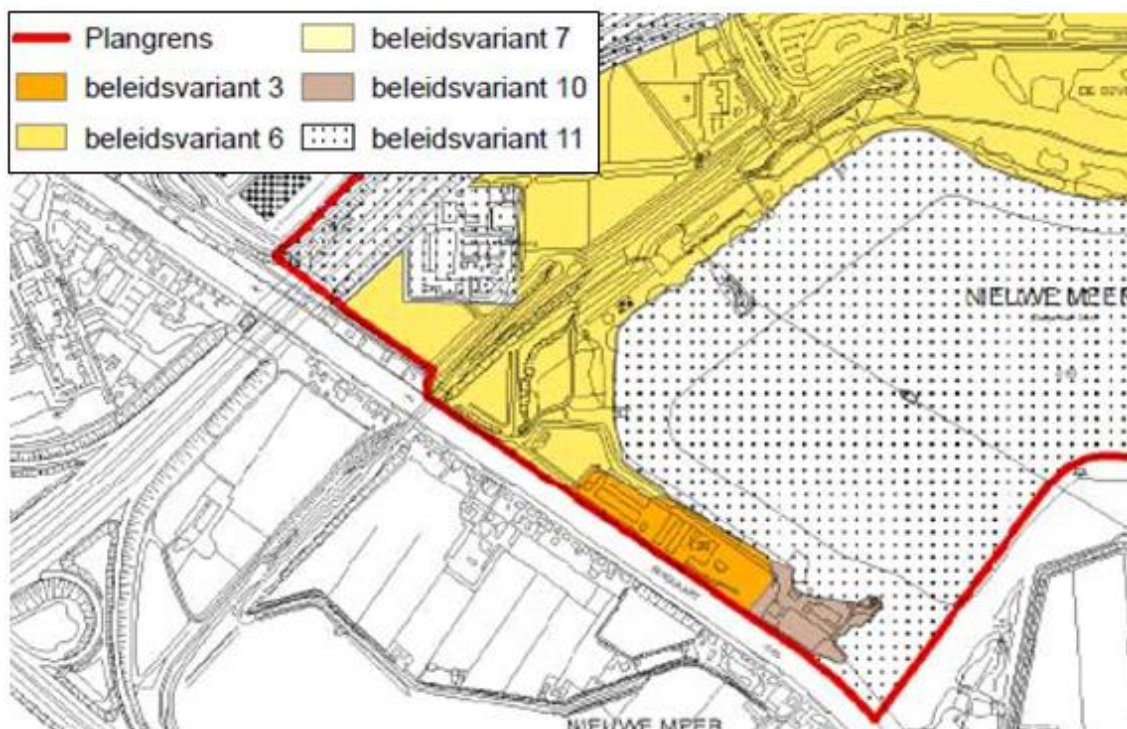 Plangrens
beleidsvariant 7
beleidsvariant 3
beleidsvariant 10
beleidsvariant 6
beleidsvariant 11
NIEUWE MEER
NIEUWE MEER